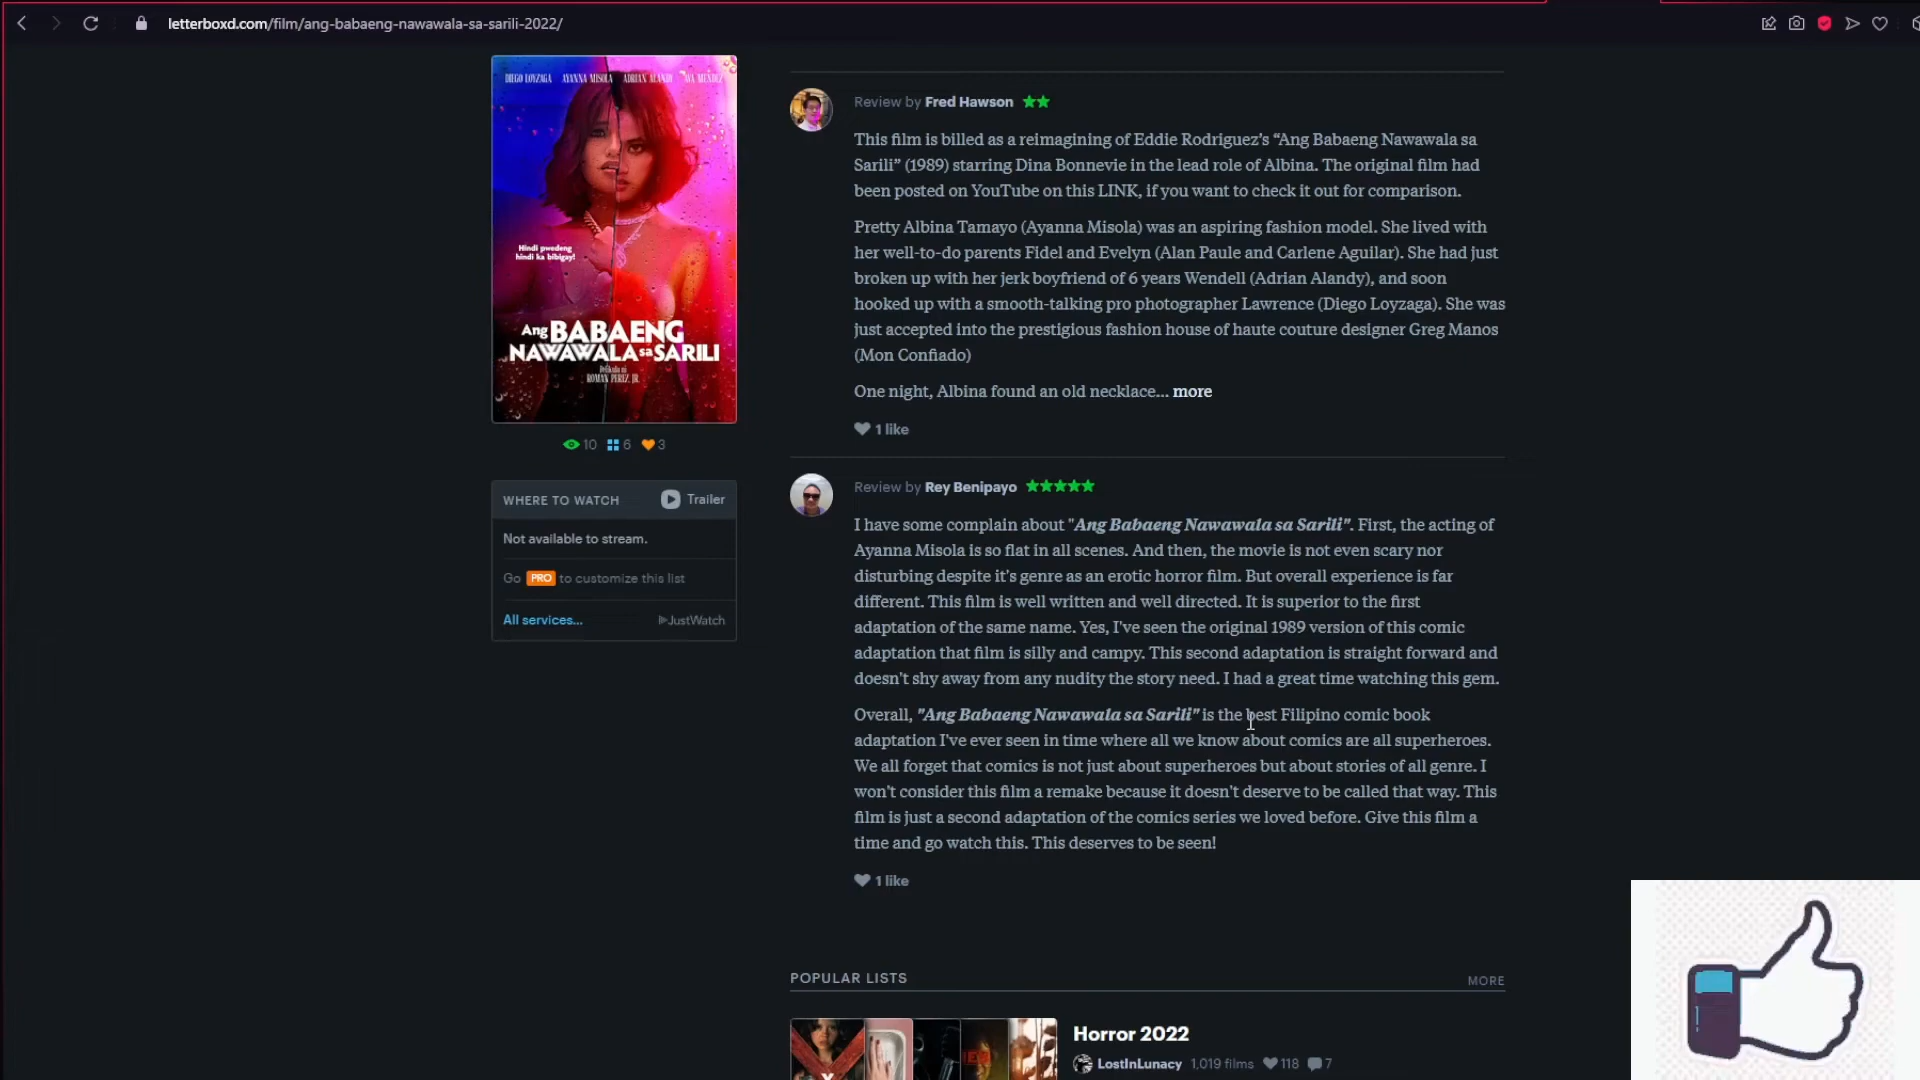 letterboxd.com/film/ang-babaeng-nawawala-sa-sarili-2022/
DIEGO LOYZAGA AYANNA MISOLA ADRIAN ALANDY AVA MENDEZ
Hindi pwedeng
hindi ka bibigay!
Ang BABAENG
NAWAWALA sa SARILI
Pelikula ni
ROMAN PEREZ, JR.
10 6 3
WHERE TO WATCH Trailer
Not available to stream.
Go PRO to customize this list
All services... JustWatch
Review by Fred Hawson ★★
This film is billed as a reimagining of Eddie Rodriguez's “Ang Babaeng Nawawala sa
Sarili” (1989) starring Dina Bonnevie in the lead role of Albina. The original film had
been posted on YouTube on this LINK, if you want to check it out for comparison.
Pretty Albina Tamayo (Ayanna Misola) was an aspiring fashion model. She lived with
her well-to-do parents Fidel and Evelyn (Alan Paule and Carlene Aguilar). She had just
broken up with her jerk boyfriend of 6 years Wendell (Adrian Alandy), and soon
hooked up with a smooth-talking pro photographer Lawrence (Diego Loyzaga). She was
just accepted into the prestigious fashion house of haute couture designer Greg Manos
(Mon Confiado)
One night, Albina found an old necklace... more
1 like
Review by Rey Benipayo ★★★★★
I have some complain about "Ang Babaeng Nawawala sa Sarili". First, the acting of
Ayanna Misola is so flat in all scenes. And then, the movie is not even scary nor
disturbing despite it's genre as an erotic horror film. But overall experience is far
different. This film is well written and well directed. It is superior to the first
adaptation of the same name. Yes, I've seen the original 1989 version of this comic
adaptation that film is silly and campy. This second adaptation is straight forward and
doesn't shy away from any nudity the story need. I had a great time watching this gem.
Overall, "Ang Babaeng Nawawala sa Sarili" is the best Filipino comic book
adaptation I've ever seen in time where all we know about comics are all superheroes.
We all forget that comics is not just about superheroes but about stories of all genre. I
won't consider this film a remake because it doesn't deserve to be called that way. This
film is just a second adaptation of the comics series we loved before. Give this film a
time and go watch this. This deserves to be seen!
1 like
POPULAR LISTS MORE
Horror 2022
LostInLunacy 1,019 films 118 7